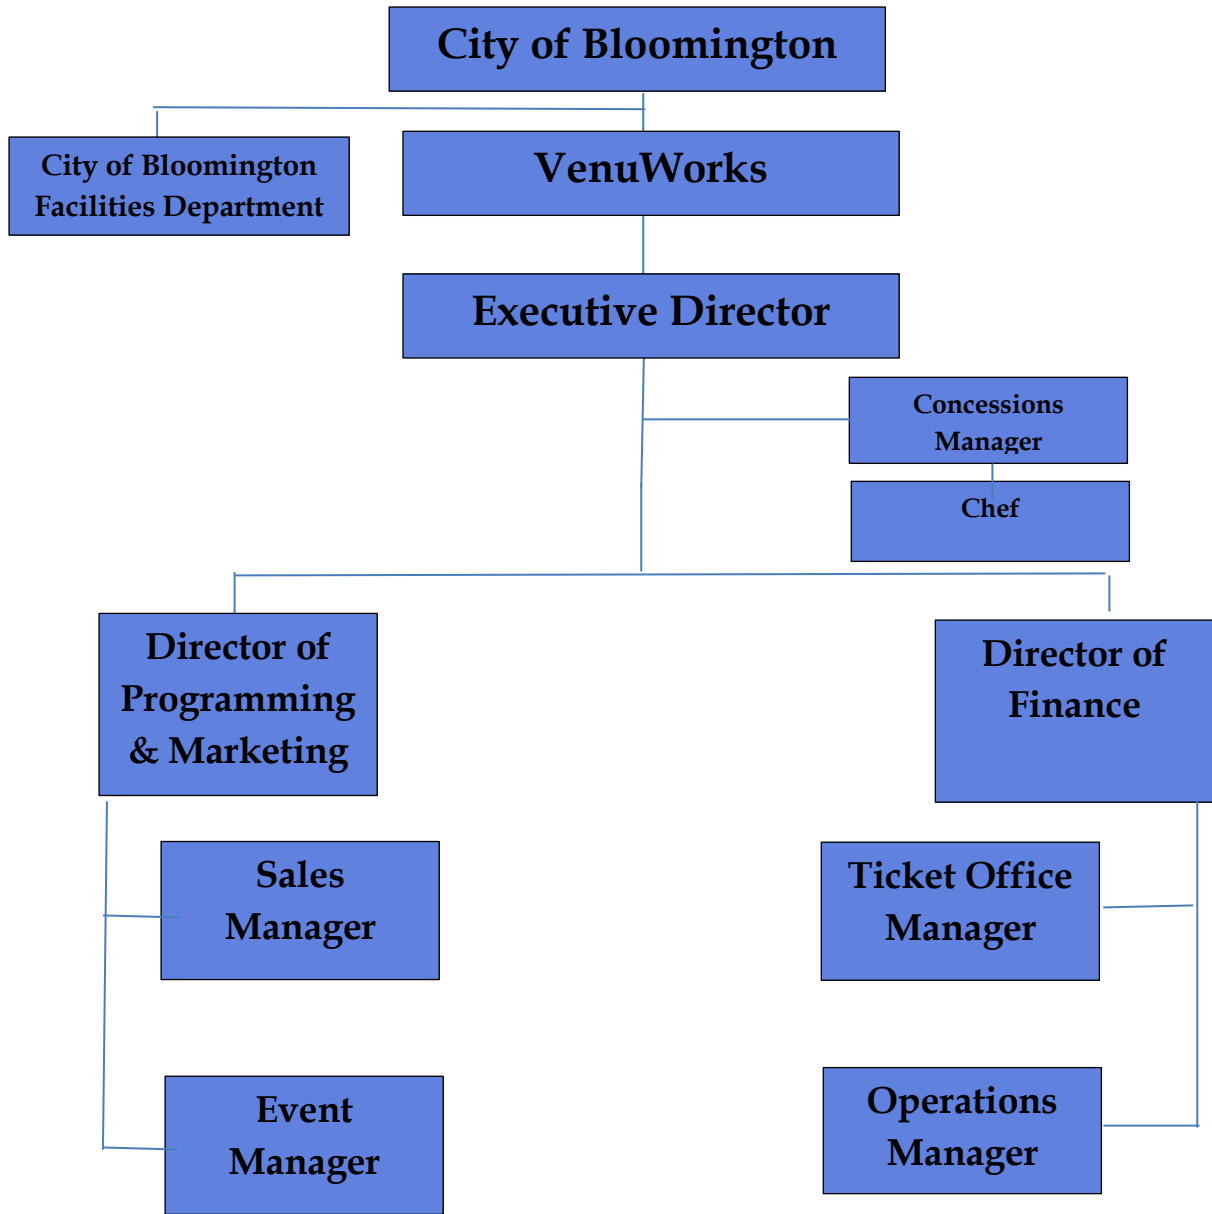 City of Bloomington
City of Bloomington
Facilities Department
VenuWorks
Executive Director
Concessions
Manager
Chef
Director of
Programming
& Marketing
Director of
Finance
Sales
Manager
Ticket Office
Manager
Event
Manager
Operations
Manager